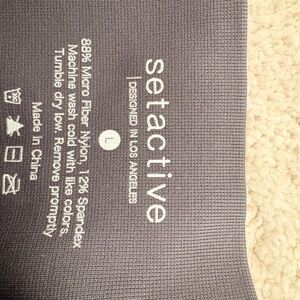 setactive
| DESIGNED IN LOS ANGELES
L
88% Micro Fiber Nylon, 12% Spandex
Machine wash cold with like colors.
Tumble dry low. Remove promptly
Made in China